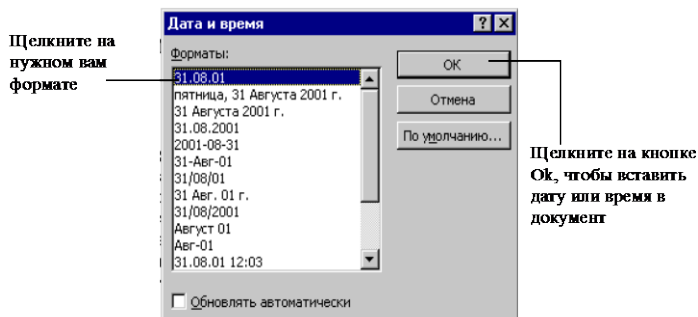 Дата и время
Щелкните на
нужном вам
формате
Форматы:
31.08.01
пятница, 31 Августа 2001 г.
31 Августа 2001 г.
31.08.2001
2001-08-31
31-Авг-01
31/08/01
31 Авг. 01 г.
31/08/2001
Август 01
Авг-01
31.08.01 12:03
OK
Отмена
По умолчанию...
Щелкните на кнопке
Ok, чтобы вставить
дату или время в
документ
Обновлять автоматически